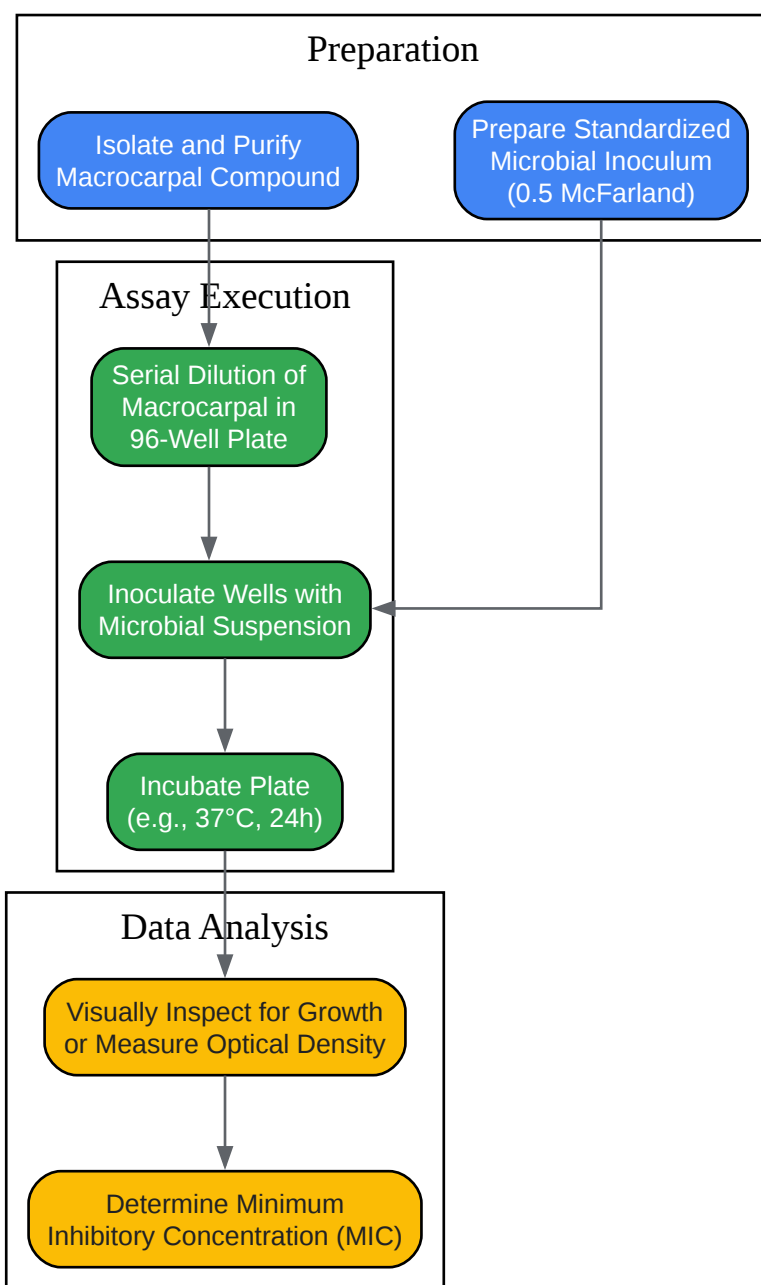 Preparation
Isolate and Purify
Macrocarpal Compound
Prepare Standardized
Microbial Inoculum
(0.5 McFarland)
Assay Execution
Serial Dilution of
Macrocarpal in
96-Well Plate
Inoculate Wells with
Microbial Suspension
Incubate Plate
(e.g., 37°C, 24h)
Data Analysis
Visually Inspect for Growth
or Measure Optical Density
Determine Minimum
Inhibitory Concentration (MIC)